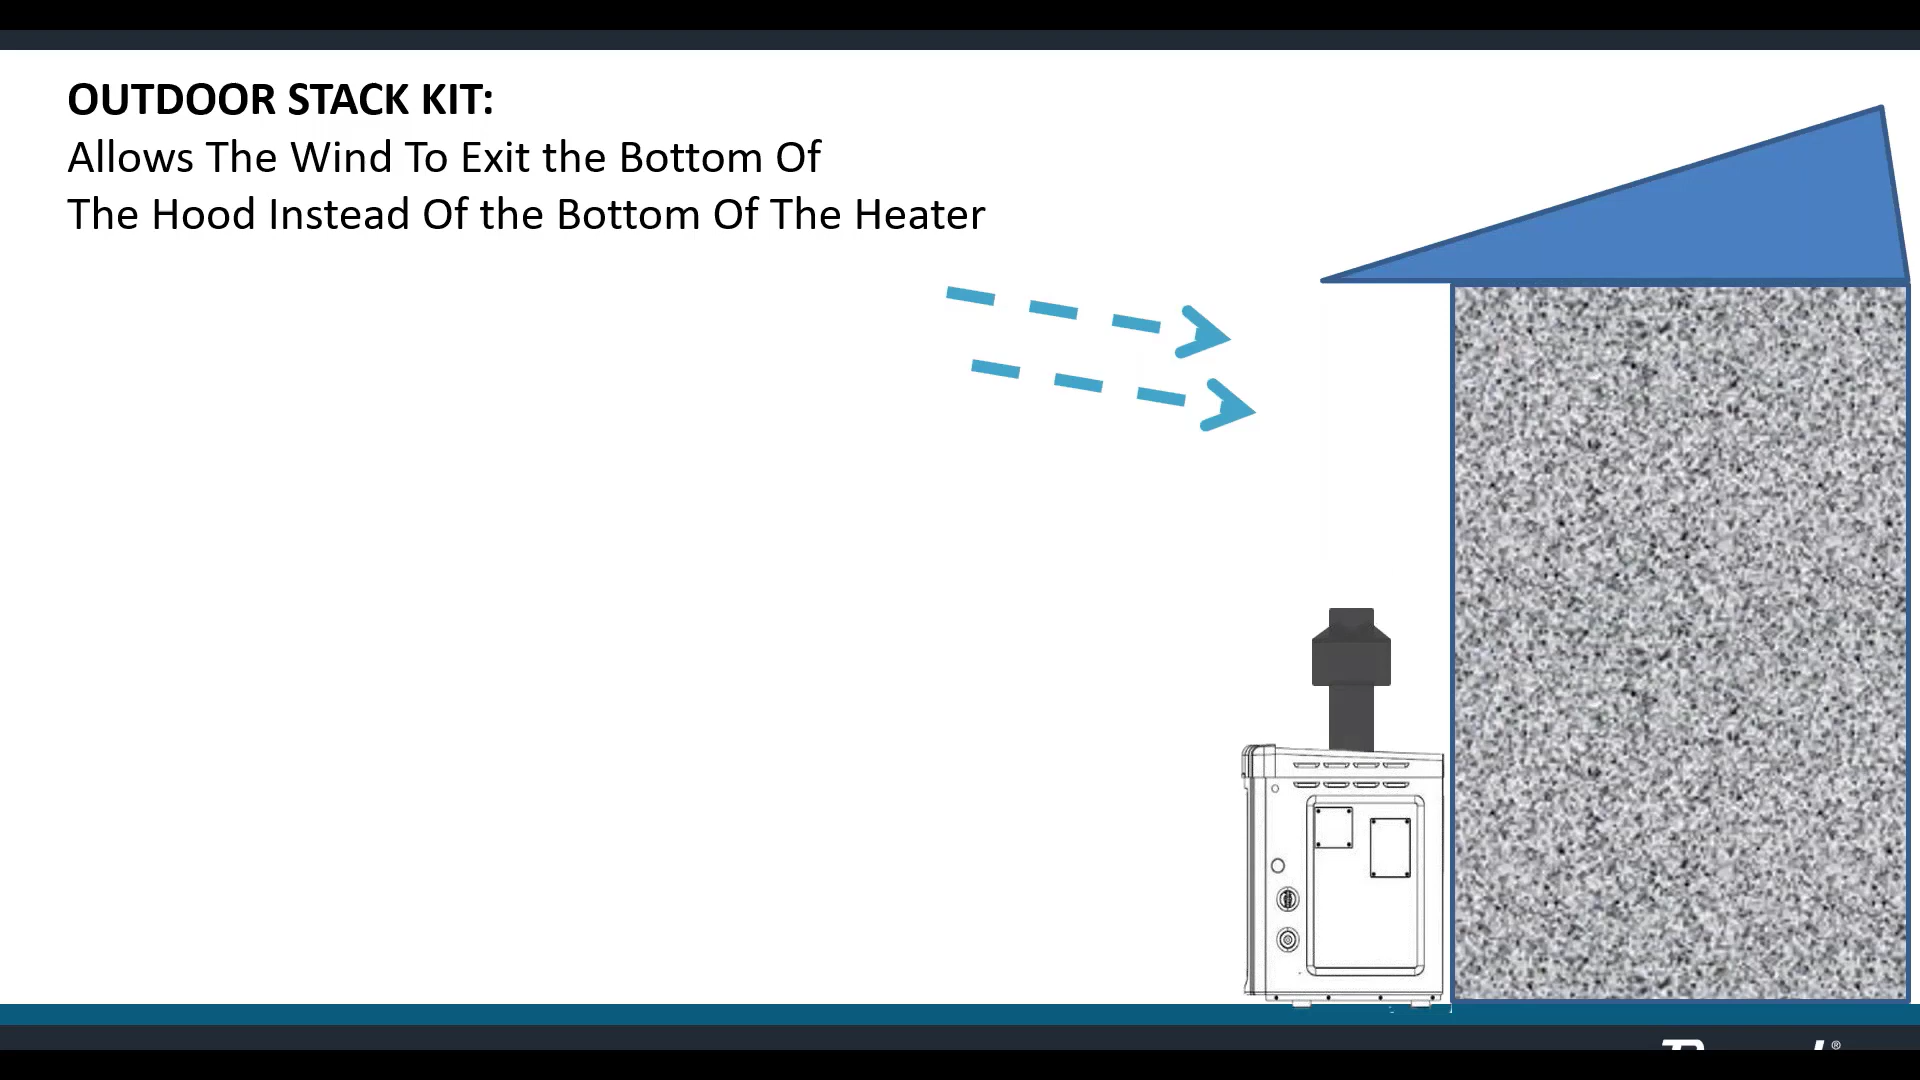 OUTDOOR STACK KIT:
Allows The Wind To Exit the Bottom Of
The Hood Instead Of the Bottom Of The Heater
®